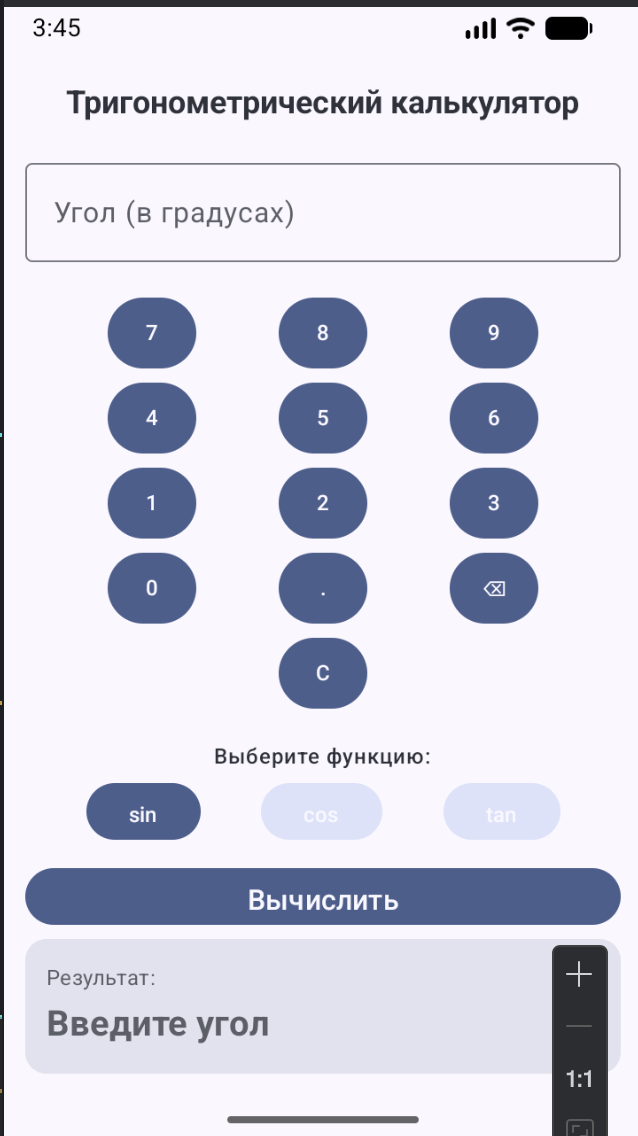 3:45
Тригонометрический калькулятор
Угол (в градусах)
7 8 9
4 5 6
1 2 3
0 . ⌫
C
Выберите функцию:
sin cos tan
Вычислить
Результат:
Введите угол
1:1